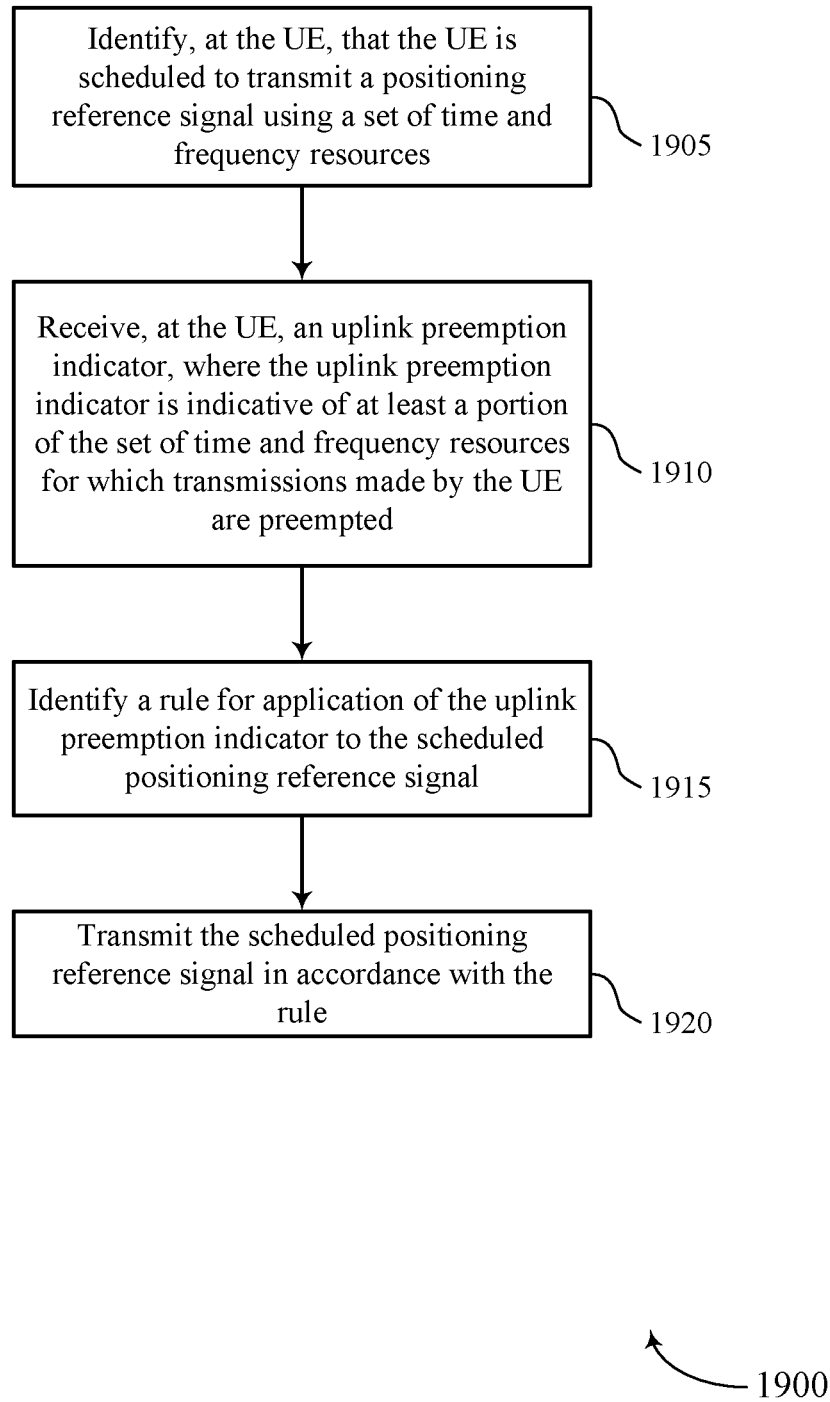 Identify, at the UE, that the UE is
scheduled to transmit a positioning
reference signal using a set of time and
frequency resources
1905
Receive, at the UE, an uplink preemption
indicator, where the uplink preemption
indicator is indicative of at least a portion
of the set of time and frequency resources
for which transmissions made by the UE
are preempted
1910
Identify a rule for application of the uplink
preemption indicator to the scheduled
positioning reference signal
1915
Transmit the scheduled positioning
reference signal in accordance with the
rule
1920
1900